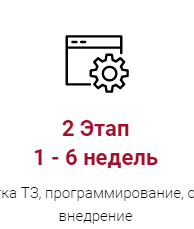 2 Этап
1 - 6 недель
ТЗ, программирование,
внедрение